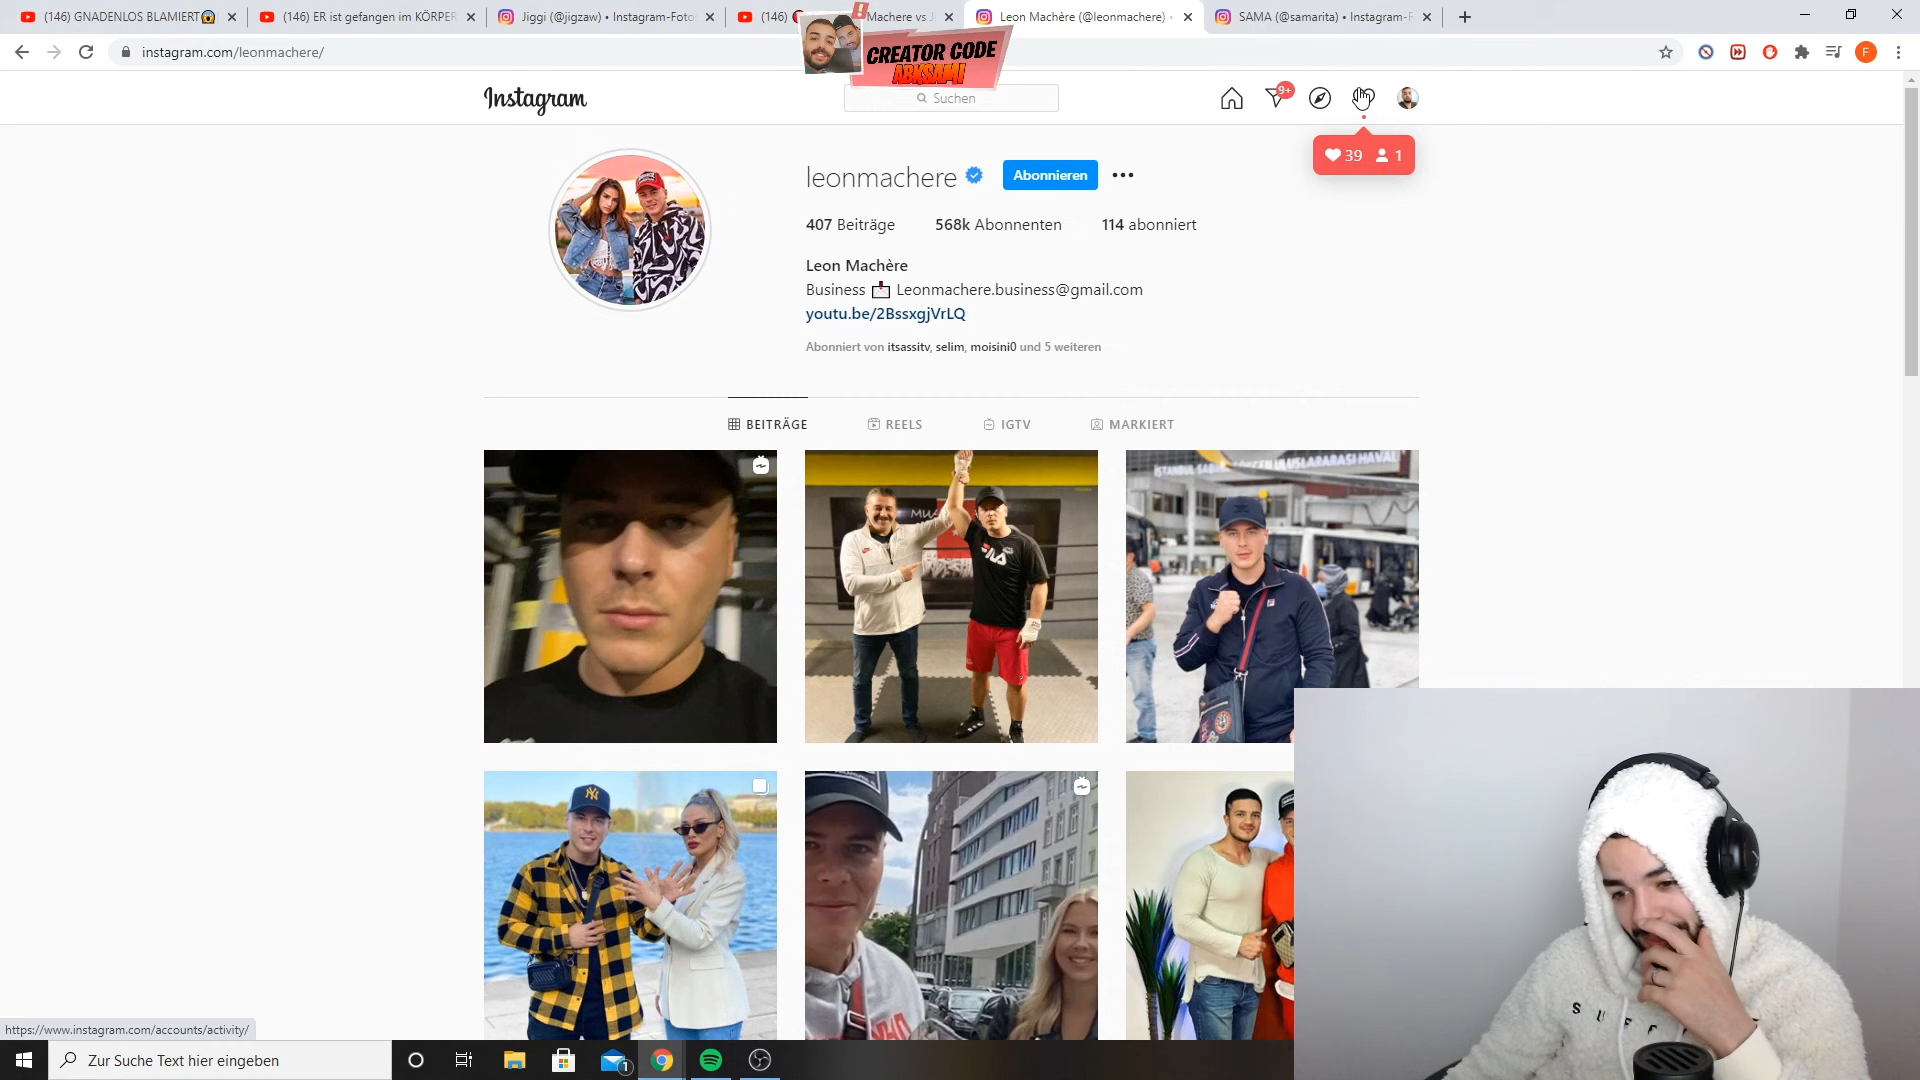 (146) GNADENLOS BLAMIERT😱
(146) ER ist gefangen im KÖRPER
Jiggi (@jigzaw) • Instagram-Foto
(146)
Machere vs J
Leon Machère (@leonmachere) •
SAMA (@samarita) • Instagram-F
instagram.com/leonmachere/
F
CREATOR CODE
ABKSAMI
Instagram
Suchen
9+
39 1
leonmachere
Abonnieren
407 Beiträge 568k Abonnenten 114 abonniert
Leon Machère
Business 📩 Leonmachere.business@gmail.com
youtu.be/2BssxgjVrLQ
Abonniert von itsassitv, selim, moisini0 und 5 weiteren
BEITRÄGE
REELS
IGTV
MARKIERT
FILA
https://www.instagram.com/accounts/activity/
Zur Suche Text hier eingeben
1